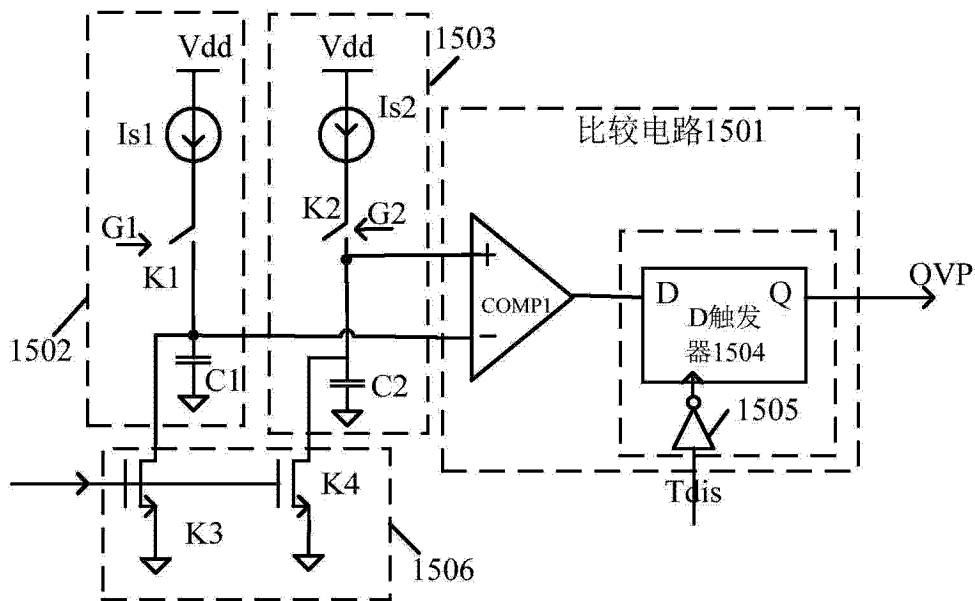 Vdd
Is1
G1
K1
C1
1502
Vdd
Is2
K2
G2
C2
1503
比较电路1501
+
COMP1
−
D
Q
D触发
器1504
OVP
1505
Tdis
K3
K4
1506